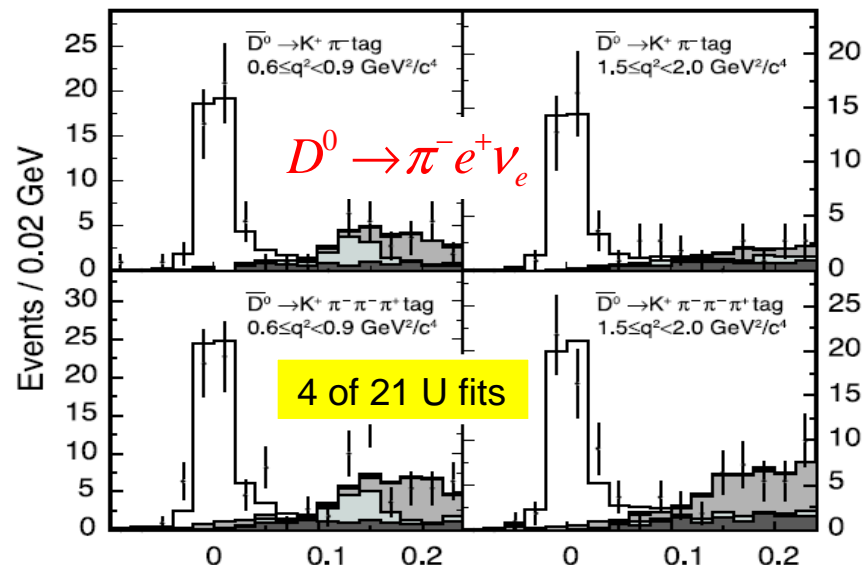 Events / 0.02 GeV
25
20
15
10
5
0
D̅⁰ →K⁺ π⁻ tag
0.6≤q²<0.9 GeV²/c⁴
D̅⁰ →K⁺ π⁻ tag
1.5≤q²<2.0 GeV²/c⁴
20
15
10
5
0
D⁰ → π⁻ e⁺ νₑ
30
25
20
15
10
5
0
D̅⁰ →K⁺ π⁻π⁻π⁺ tag
0.6≤q²<0.9 GeV²/c⁴
D̅⁰ →K⁺ π⁻π⁻π⁺ tag
1.5≤q²<2.0 GeV²/c⁴
25
20
15
10
5
0
4 of 21 U fits
0 0.1 0.2 0 0.1 0.2